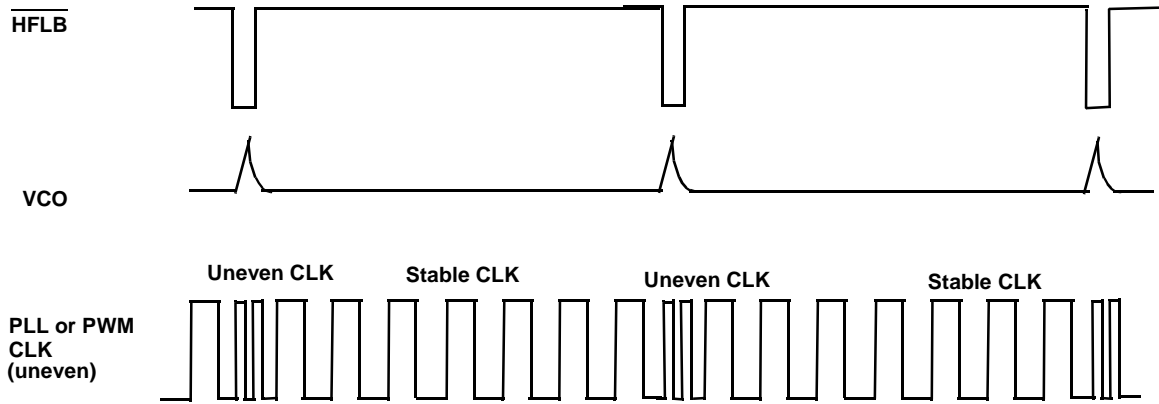 HFLB
VCO
Uneven CLK
Stable CLK
Uneven CLK
Stable CLK
PLL or PWM
CLK
(uneven)